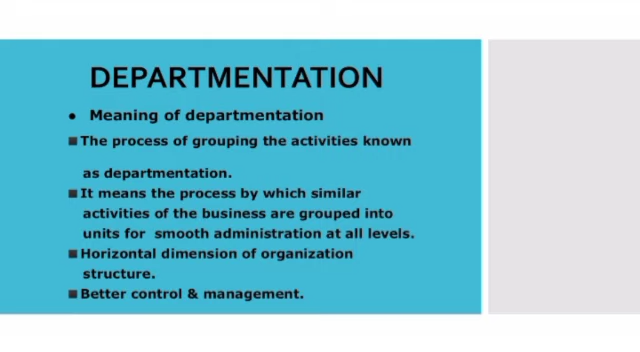 DEPARTMENTATION
● Meaning of departmentation
■ The process of grouping the activities known
as departmentation.
■ It means the process by which similar
activities of the business are grouped into
units for smooth administration at all levels.
■ Horizontal dimension of organization
structure.
■ Better control & management.